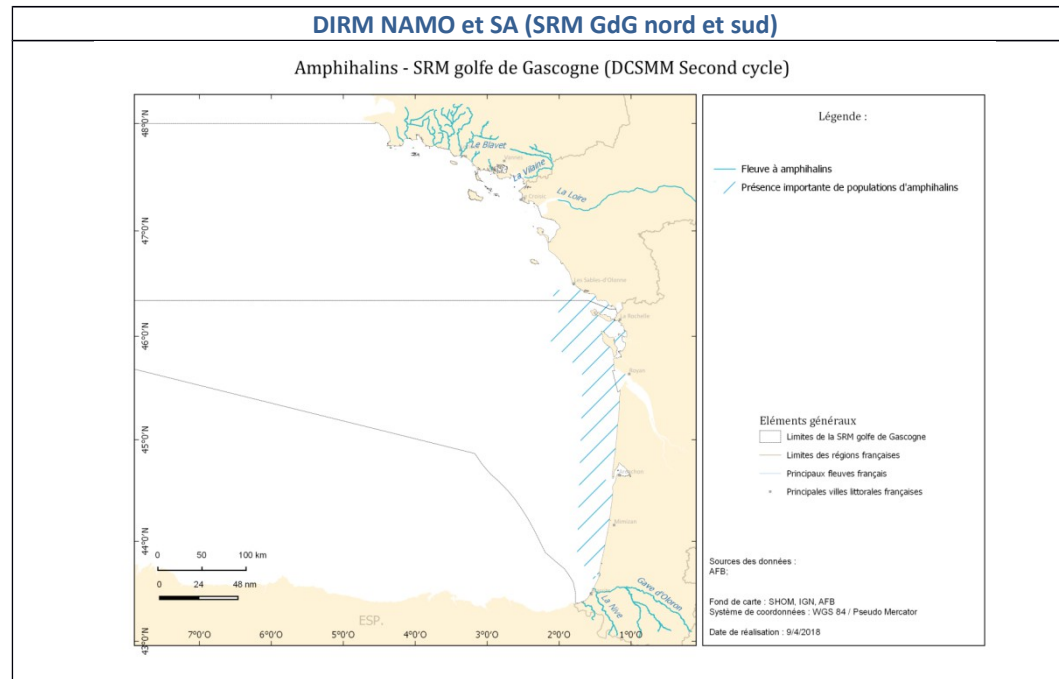 DIRM NAMO et SA (SRM GdG nord et sud)
Amphihalins - SRM golfe de Gascogne (DCSMM Second cycle)
48°0'N
47°0'N
46°0'N
45°0'N
44°0'N
43°0'N
Le Blavet
Vannes
La Vilaine
La Loire
Les Sables-d'Olonne
La Rochelle
Royan
Arcachon
Mimizan
Gave d'Oloron
La Nive
ESP.
0 50 100 km
0 24 48 nm
7°0'O 6°0'O 5°0'O 4°0'O 3°0'O 2°0'O 1°0'O
Légende :
Fleuve à amphihalins
Présence importante de populations d'amphihalins
Eléments généraux
Limites de la SRM golfe de Gascogne
Limites des régions françaises
Principaux fleuves français
Principales villes littorales françaises
Sources des données :
AFB;
Fond de carte : SHOM, IGN, AFB
Système de coordonnées : WGS 84 / Pseudo Mercator
Date de réalisation : 9/4/2018